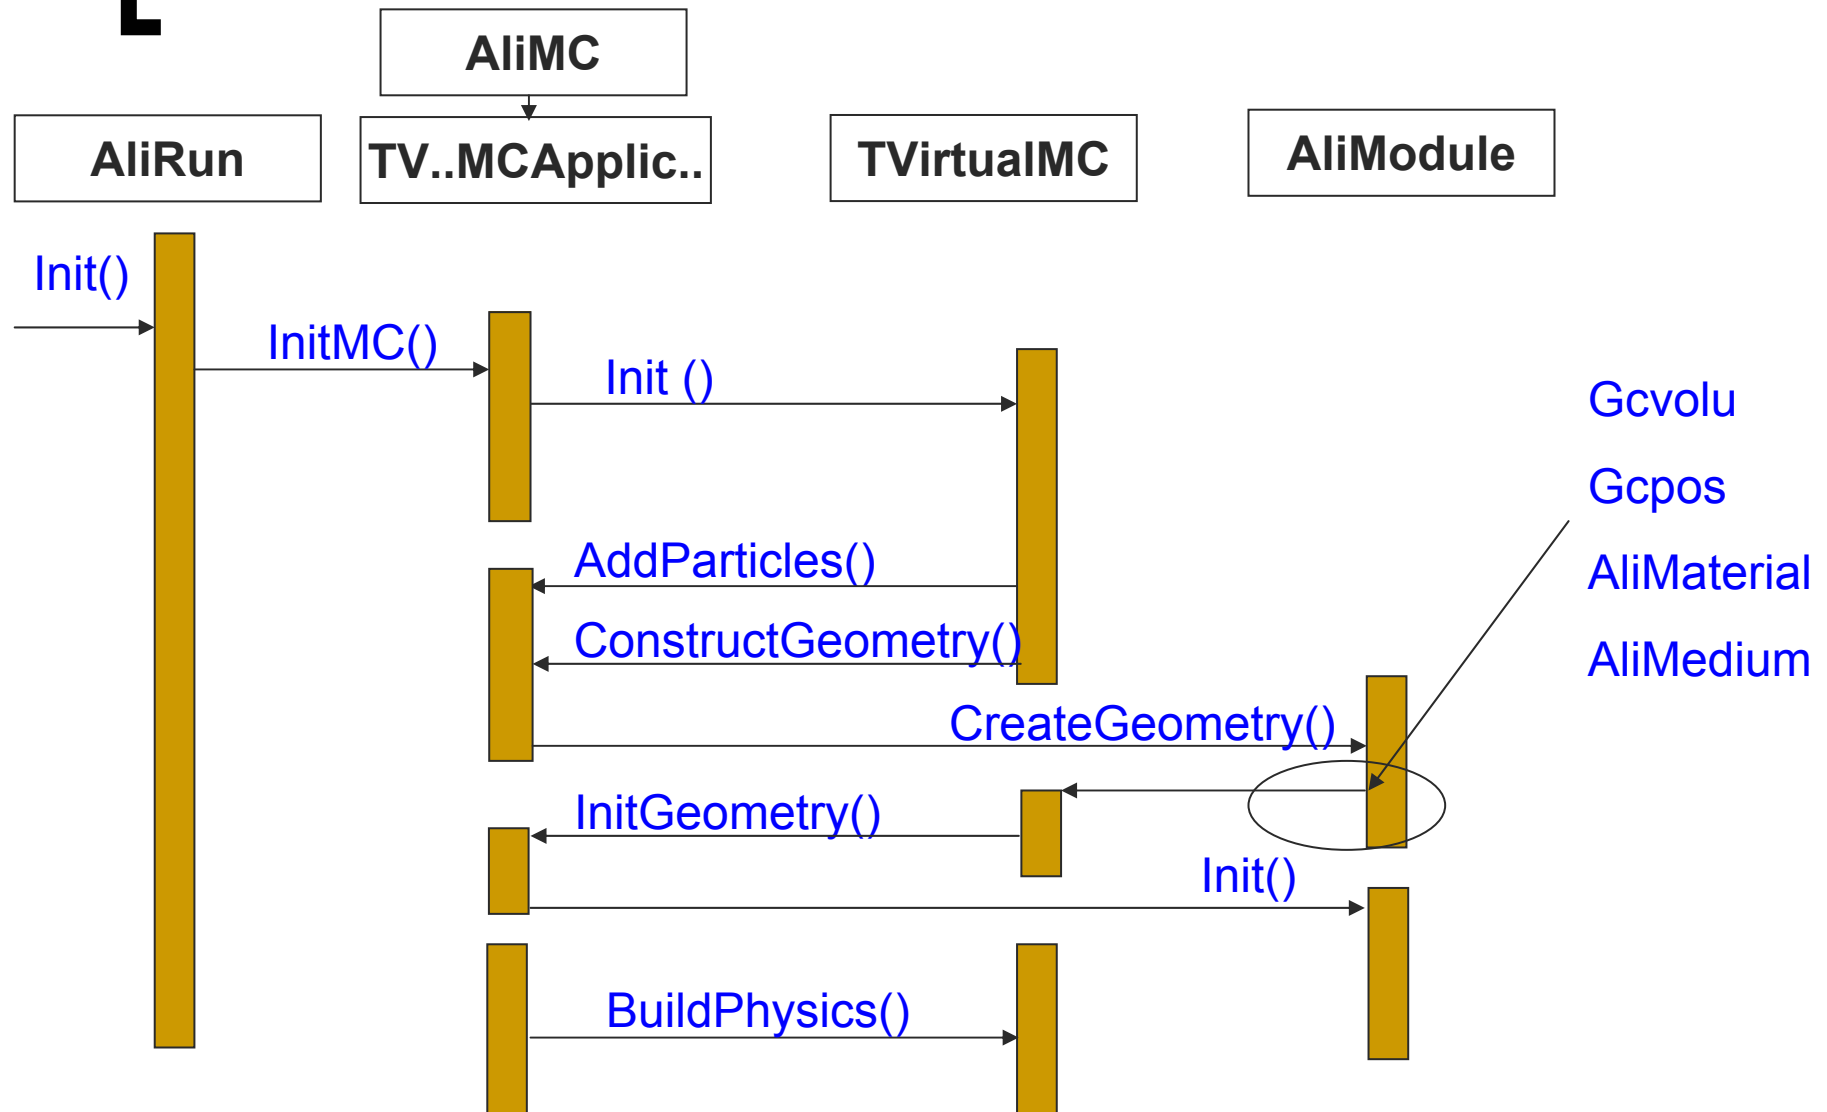 AliMC
AliRun
TV..MCApplic..
TVirtualMC
AliModule
Init()
InitMC()
Init ()
Gcvolu
Gcpos
AddParticles()
AliMaterial
ConstructGeometry()
AliMedium
CreateGeometry()
InitGeometry()
Init()
BuildPhysics()